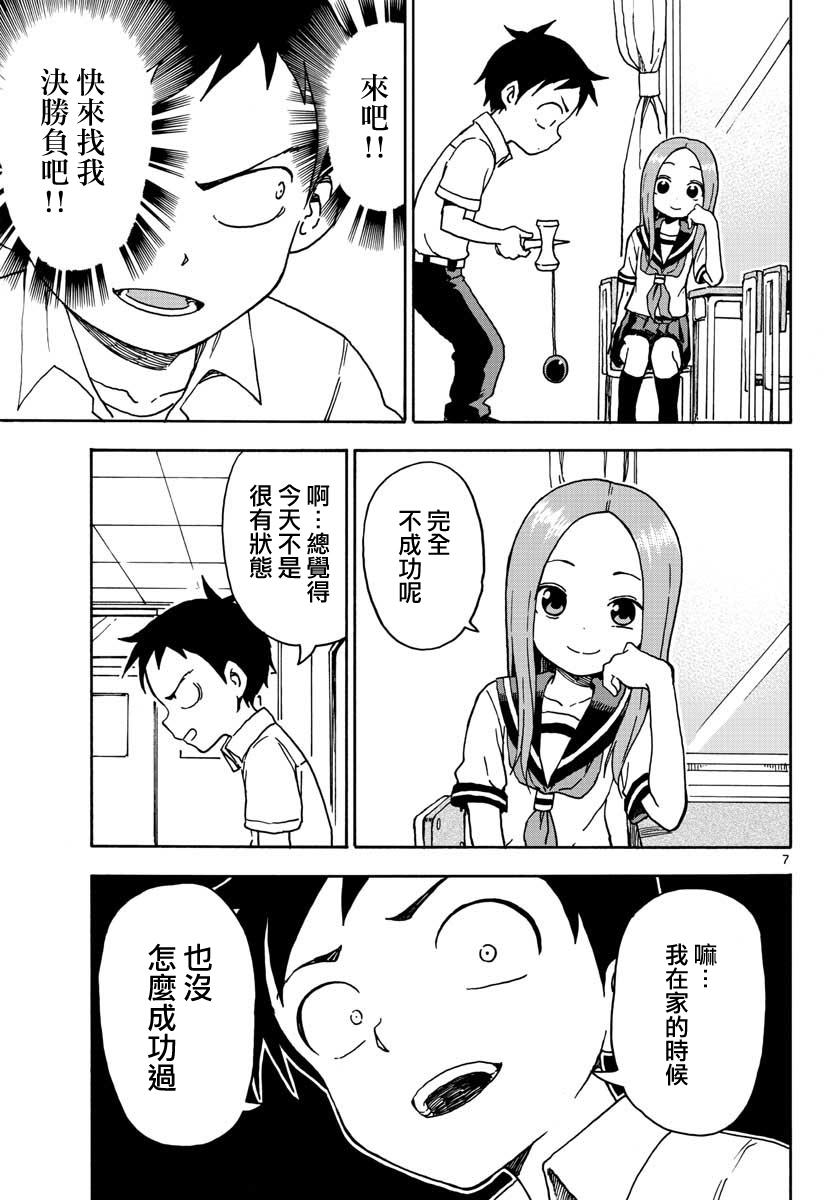 來吧!!
快來找我
決勝負吧!!
完全
不成功呢
啊…總覺得
今天不是
很有狀態
7
嘛…
我在家的時候
也沒
怎麼成功過